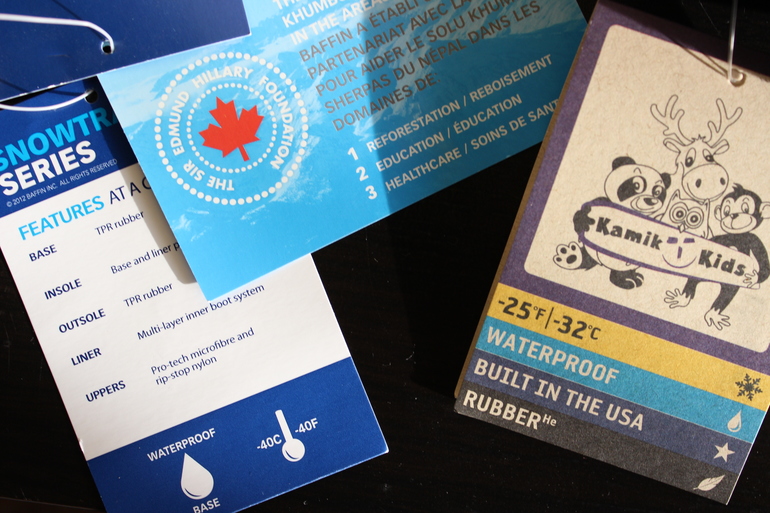 SNOWTRA
SERIES
© 2012 BAFFIN INC. ALL RIGHTS RESERVED
FEATURES AT A
BASE TPR rubber
INSOLE Base and liner
OUTSOLE TPR rubber
LINER Multi-layer inner boot system
UPPERS Pro-tech microfibre and
rip-stop nylon
WATERPROOF
BASE
-40C -40F
THE SIR EDMUND HILLARY FOUNDATION
KHUMBU
IN THE AREAS
BAFFIN A ÉTABLI
PARTENARIAT AVEC LA
POUR AIDER LE SOLU KHUM
SHERPAS DU NÉPAL DANS LES
DOMAINES DE
1 REFORESTATION / REBOISEMENT
2 EDUCATION / ÉDUCATION
3 HEALTHCARE / SOINS DE SANT
Kamik Kids
-25°F|-32°C
WATERPROOF
BUILT IN THE USA
RUBBERHe